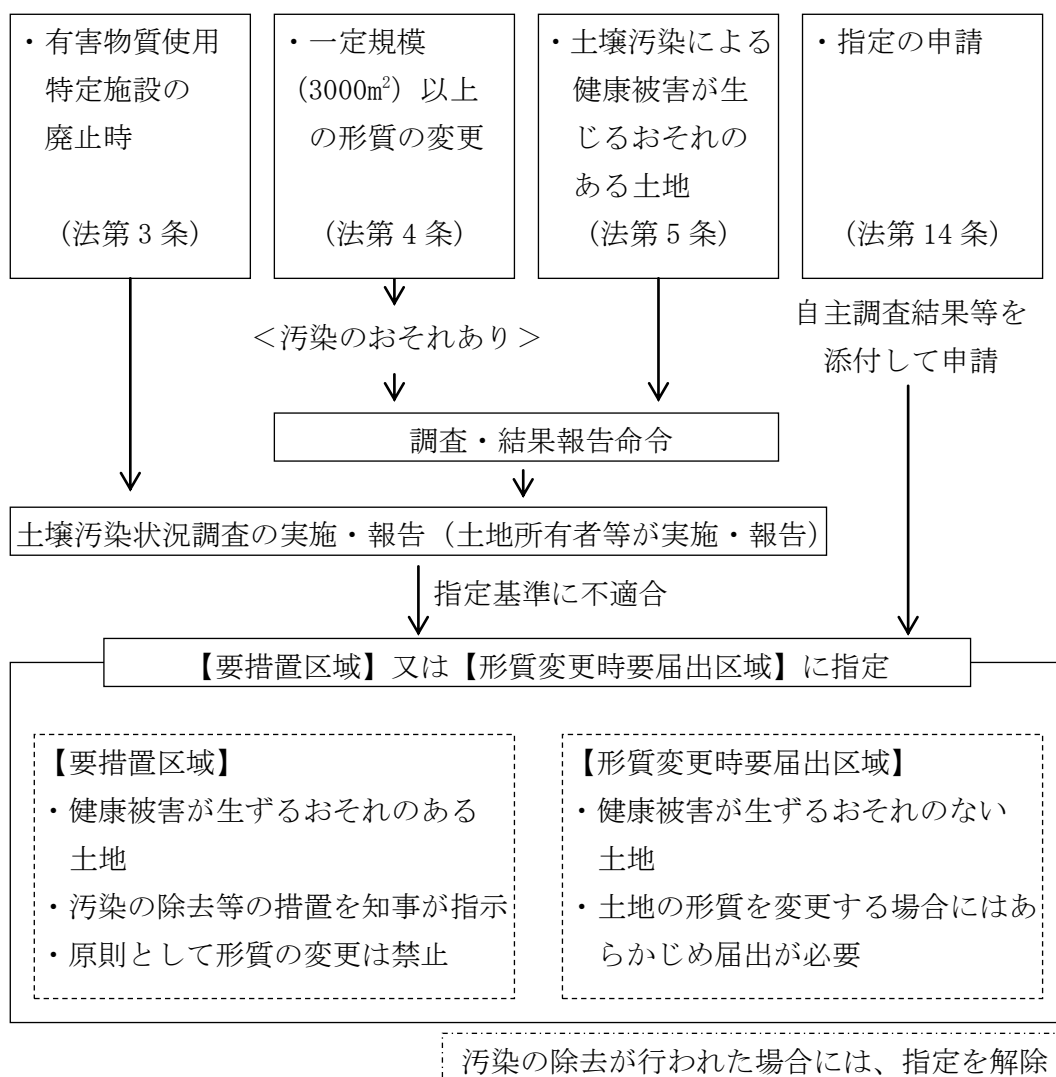 ・有害物質使用
特定施設の
廃止時
(法第3条)
・一定規模
(3000m²) 以上
の形質の変更
(法第4条)
・土壌汚染による
健康被害が生
じるおそれの
ある土地
(法第5条)
・指定の申請
(法第14条)
＜汚染のおそれあり＞
自主調査結果等を
添付して申請
調査・結果報告命令
土壌汚染状況調査の実施・報告（土地所有者等が実施・報告）
指定基準に不適合
【要措置区域】又は【形質変更時要届出区域】に指定
【要措置区域】
・健康被害が生ずるおそれのある
土地
・汚染の除去等の措置を知事が指示
・原則として形質の変更は禁止
【形質変更時要届出区域】
・健康被害が生ずるおそれのない
土地
・土地の形質を変更する場合にはあ
らかじめ届出が必要
汚染の除去が行われた場合には、指定を解除